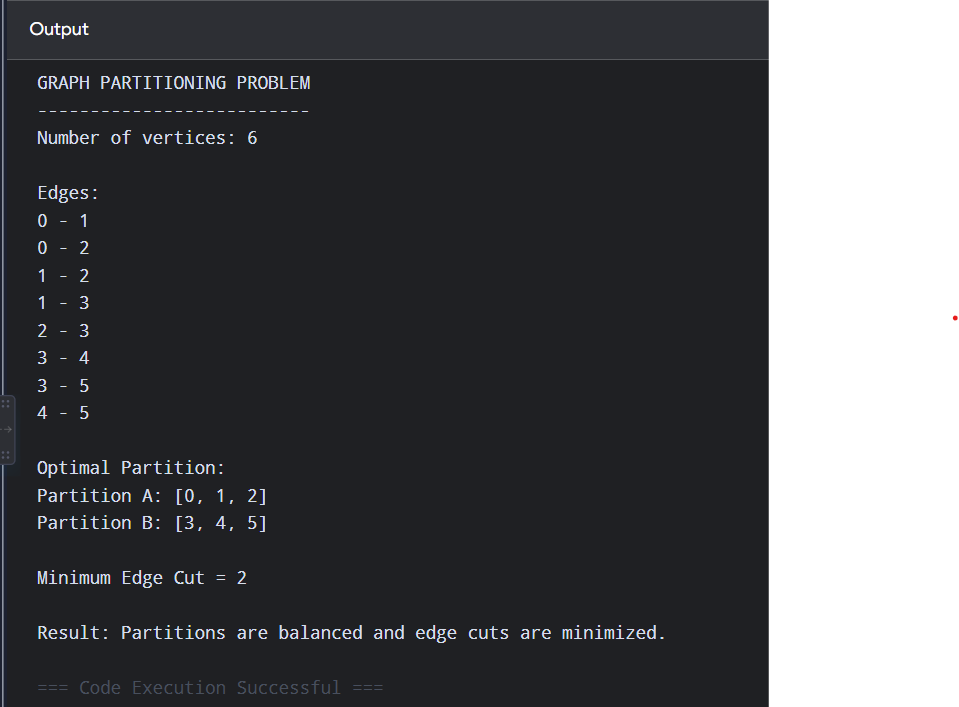 Output
GRAPH PARTITIONING PROBLEM
--------------------------
Number of vertices: 6
Edges:
0 - 1
0 - 2
1 - 2
1 - 3
2 - 3
3 - 4
3 - 5
4 - 5
Optimal Partition:
Partition A: [0, 1, 2]
Partition B: [3, 4, 5]
Minimum Edge Cut = 2
Result: Partitions are balanced and edge cuts are minimized.
=== Code Execution Successful ===